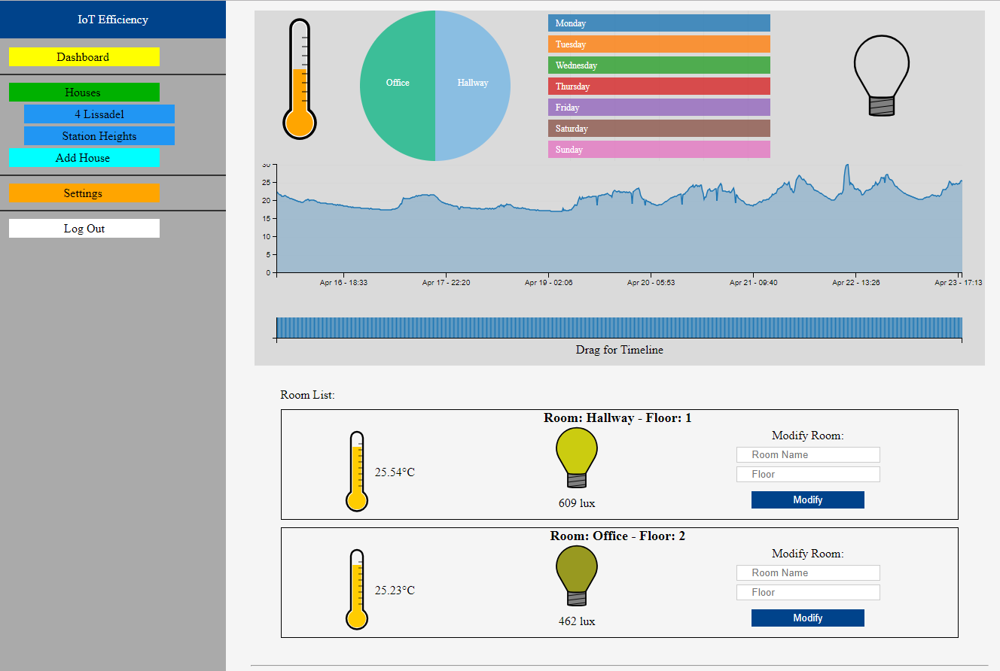 IoT Efficiency
Dashboard
Houses
4 Lissadel
Station Heights
Add House
Settings
Log Out
Office
Hallway
Monday
Tuesday
Wednesday
Thursday
Friday
Saturday
Sunday
30
25
20
15
10
5
0
Apr 16 - 18:33
Apr 17 - 22:20
Apr 19 - 02:06
Apr 20 - 05:53
Apr 21 - 09:40
Apr 22 - 13:26
Apr 23 - 17:13
Drag for Timeline
Room List:
Room: Hallway - Floor: 1
25.54°C
609 lux
Modify Room:
Room Name
Floor
Modify
Room: Office - Floor: 2
25.23°C
462 lux
Modify Room:
Room Name
Floor
Modify